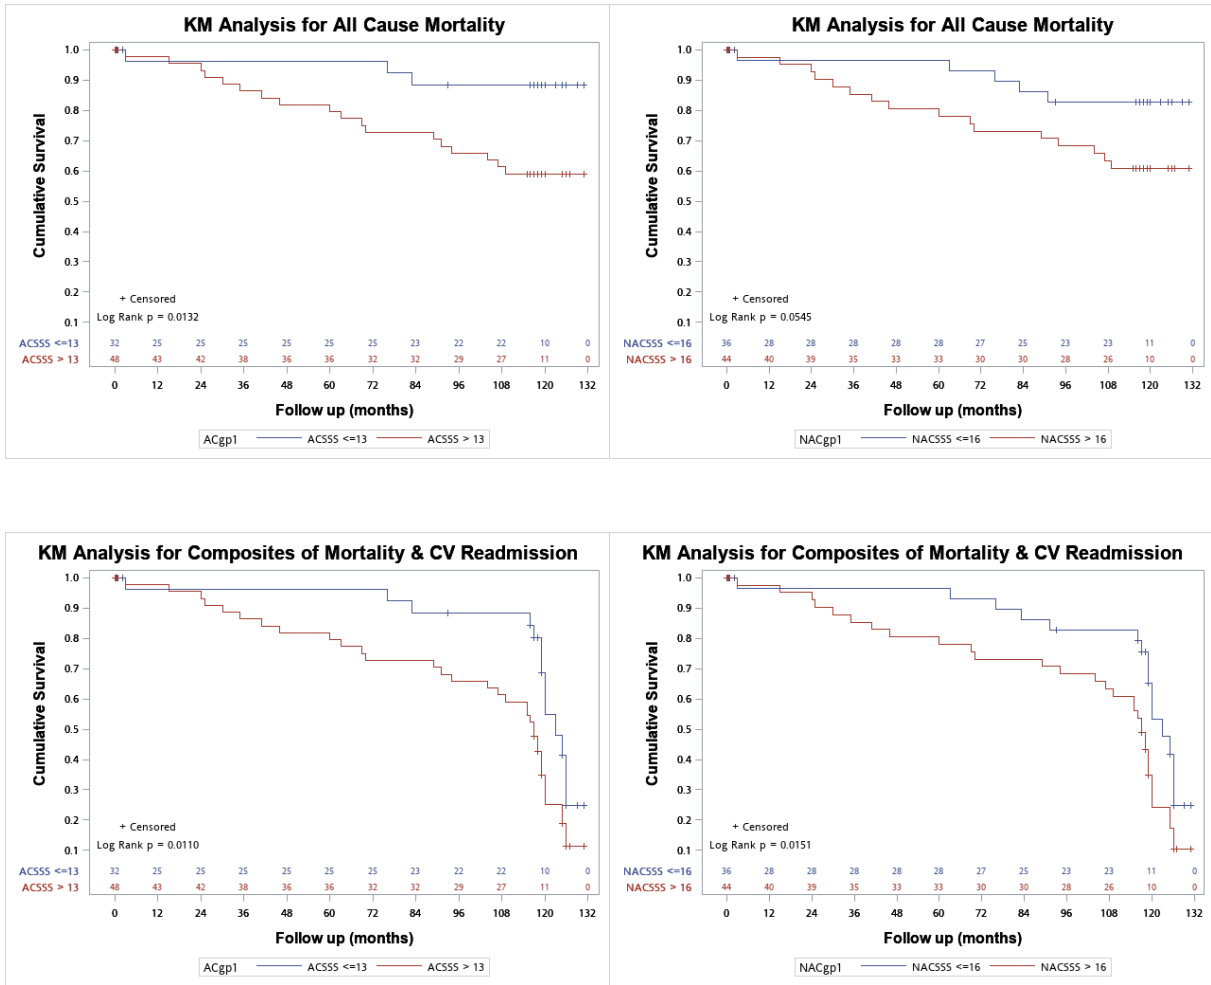 KM Analysis for All Cause Mortality
Cumulative Survival
1.0
0.9
0.8
0.7
0.6
0.5
0.4
0.3
0.2
0.1
+ Censored
Log Rank p = 0.0132
ACSSS <=13 32 25 25 25 25 25 25 23 22 22 10 0
ACSSS > 13 48 43 42 38 36 36 32 32 29 27 11 0
0 12 24 36 48 60 72 84 96 108 120 132
Follow up (months)
ACgp1 ACSSS <=13 ACSSS > 13
KM Analysis for All Cause Mortality
Cumulative Survival
1.0
0.9
0.8
0.7
0.6
0.5
0.4
0.3
0.2
0.1
+ Censored
Log Rank p = 0.0545
NACSSS <=16 36 28 28 28 28 28 27 25 23 23 11 0
NACSSS > 16 44 40 39 35 33 33 30 30 28 26 10 0
0 12 24 36 48 60 72 84 96 108 120 132
Follow up (months)
NACgp1 NACSSS <=16 NACSSS > 16
KM Analysis for Composites of Mortality & CV Readmission
Cumulative Survival
1.0
0.9
0.8
0.7
0.6
0.5
0.4
0.3
0.2
0.1
+ Censored
Log Rank p = 0.0110
ACSSS <=13 32 25 25 25 25 25 25 23 22 22 10 0
ACSSS > 13 48 43 42 38 36 36 32 32 29 27 11 0
0 12 24 36 48 60 72 84 96 108 120 132
Follow up (months)
ACgp1 ACSSS <=13 ACSSS > 13
KM Analysis for Composites of Mortality & CV Readmission
Cumulative Survival
1.0
0.9
0.8
0.7
0.6
0.5
0.4
0.3
0.2
0.1
+ Censored
Log Rank p = 0.0151
NACSSS <=16 36 28 28 28 28 28 27 25 23 23 11 0
NACSSS > 16 44 40 39 35 33 33 30 30 28 26 10 0
0 12 24 36 48 60 72 84 96 108 120 132
Follow up (months)
NACgp1 NACSSS <=16 NACSSS > 16